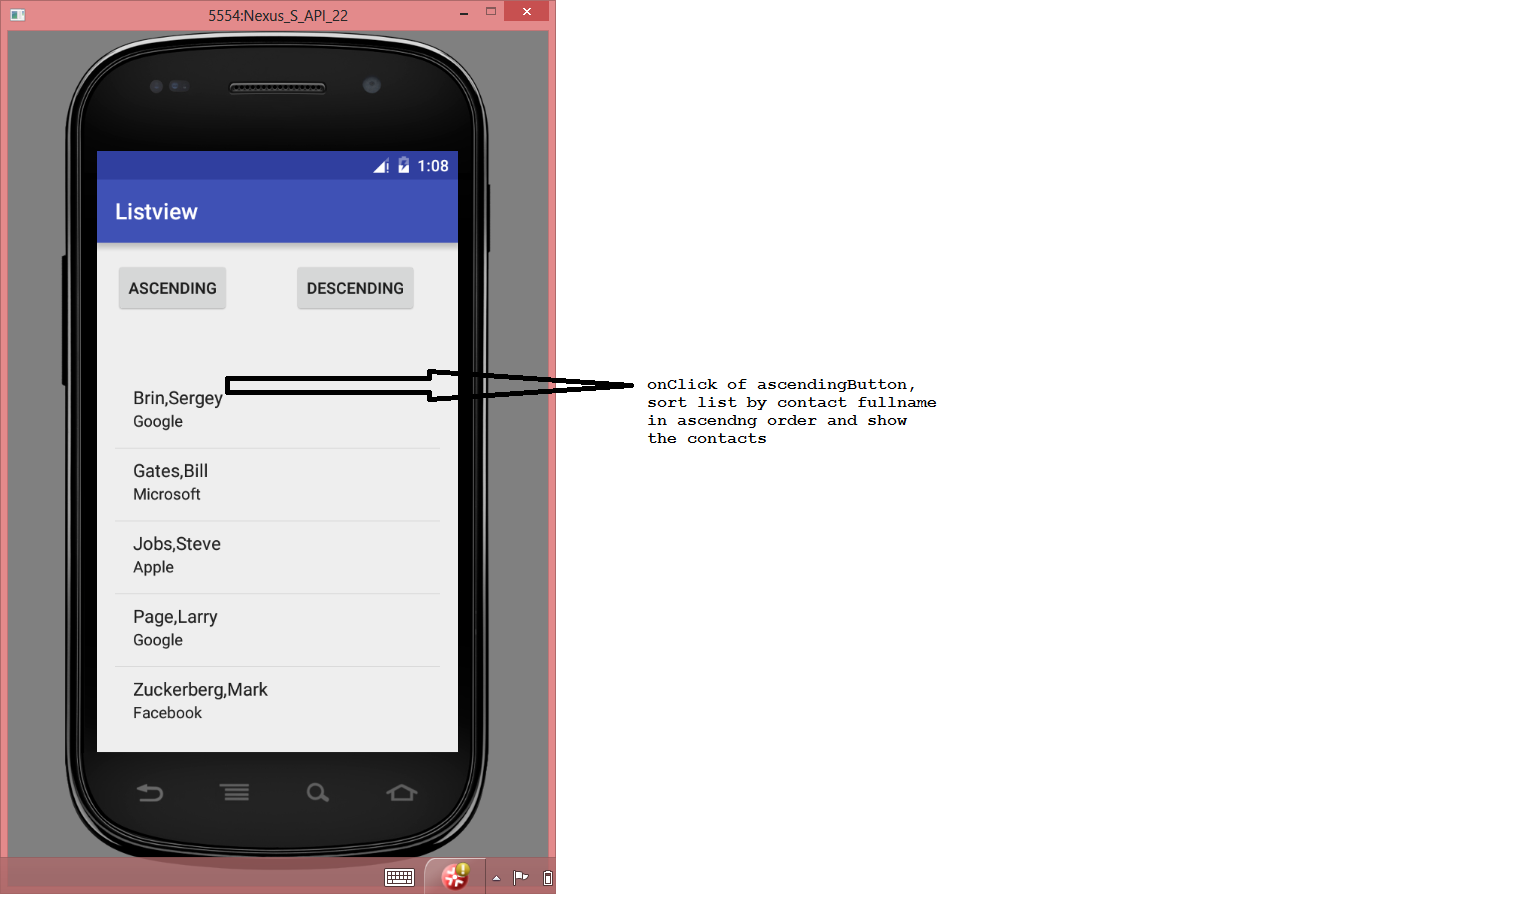 5554:Nexus_S_API_22
1:08
Listview
ASCENDING
DESCENDING
Brin,Sergey
Google
Gates,Bill
Microsoft
Jobs,Steve
Apple
Page,Larry
Google
Zuckerberg,Mark
Facebook
onClick of ascendingButton,
sort list by contact fullname
in ascendng order and show
the contacts